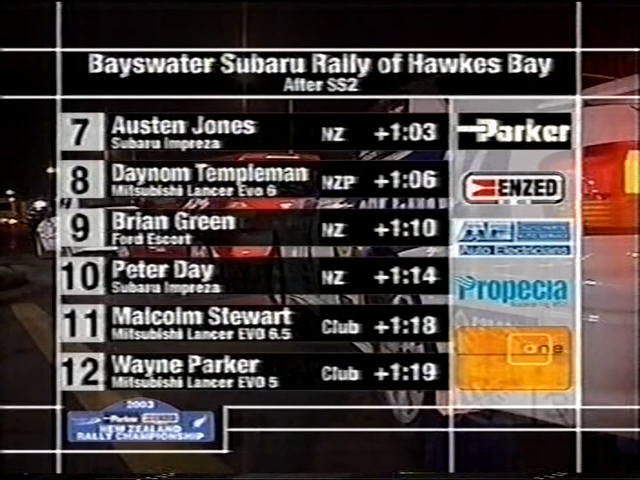 Bayswater Subaru Rally of Hawkes Bay
After SS2
7 Austen Jones NZ +1:03
Subaru Impreza
8 Daynom Templeman NZP +1:06
Mitsubishi Lancer Evo 6
9 Brian Green NZ +1:10
Ford Escort
10 Peter Day NZ +1:14
Subaru Impreza
11 Malcolm Stewart Club +1:18
Mitsubishi Lancer EVO 6.5
12 Wayne Parker Club +1:19
Mitsubishi Lancer EVO 5
Parker
ENZED
Auto Electricians
Propecia
one
2003
Parker ENZED
NEW ZEALAND
RALLY CHAMPIONSHIP